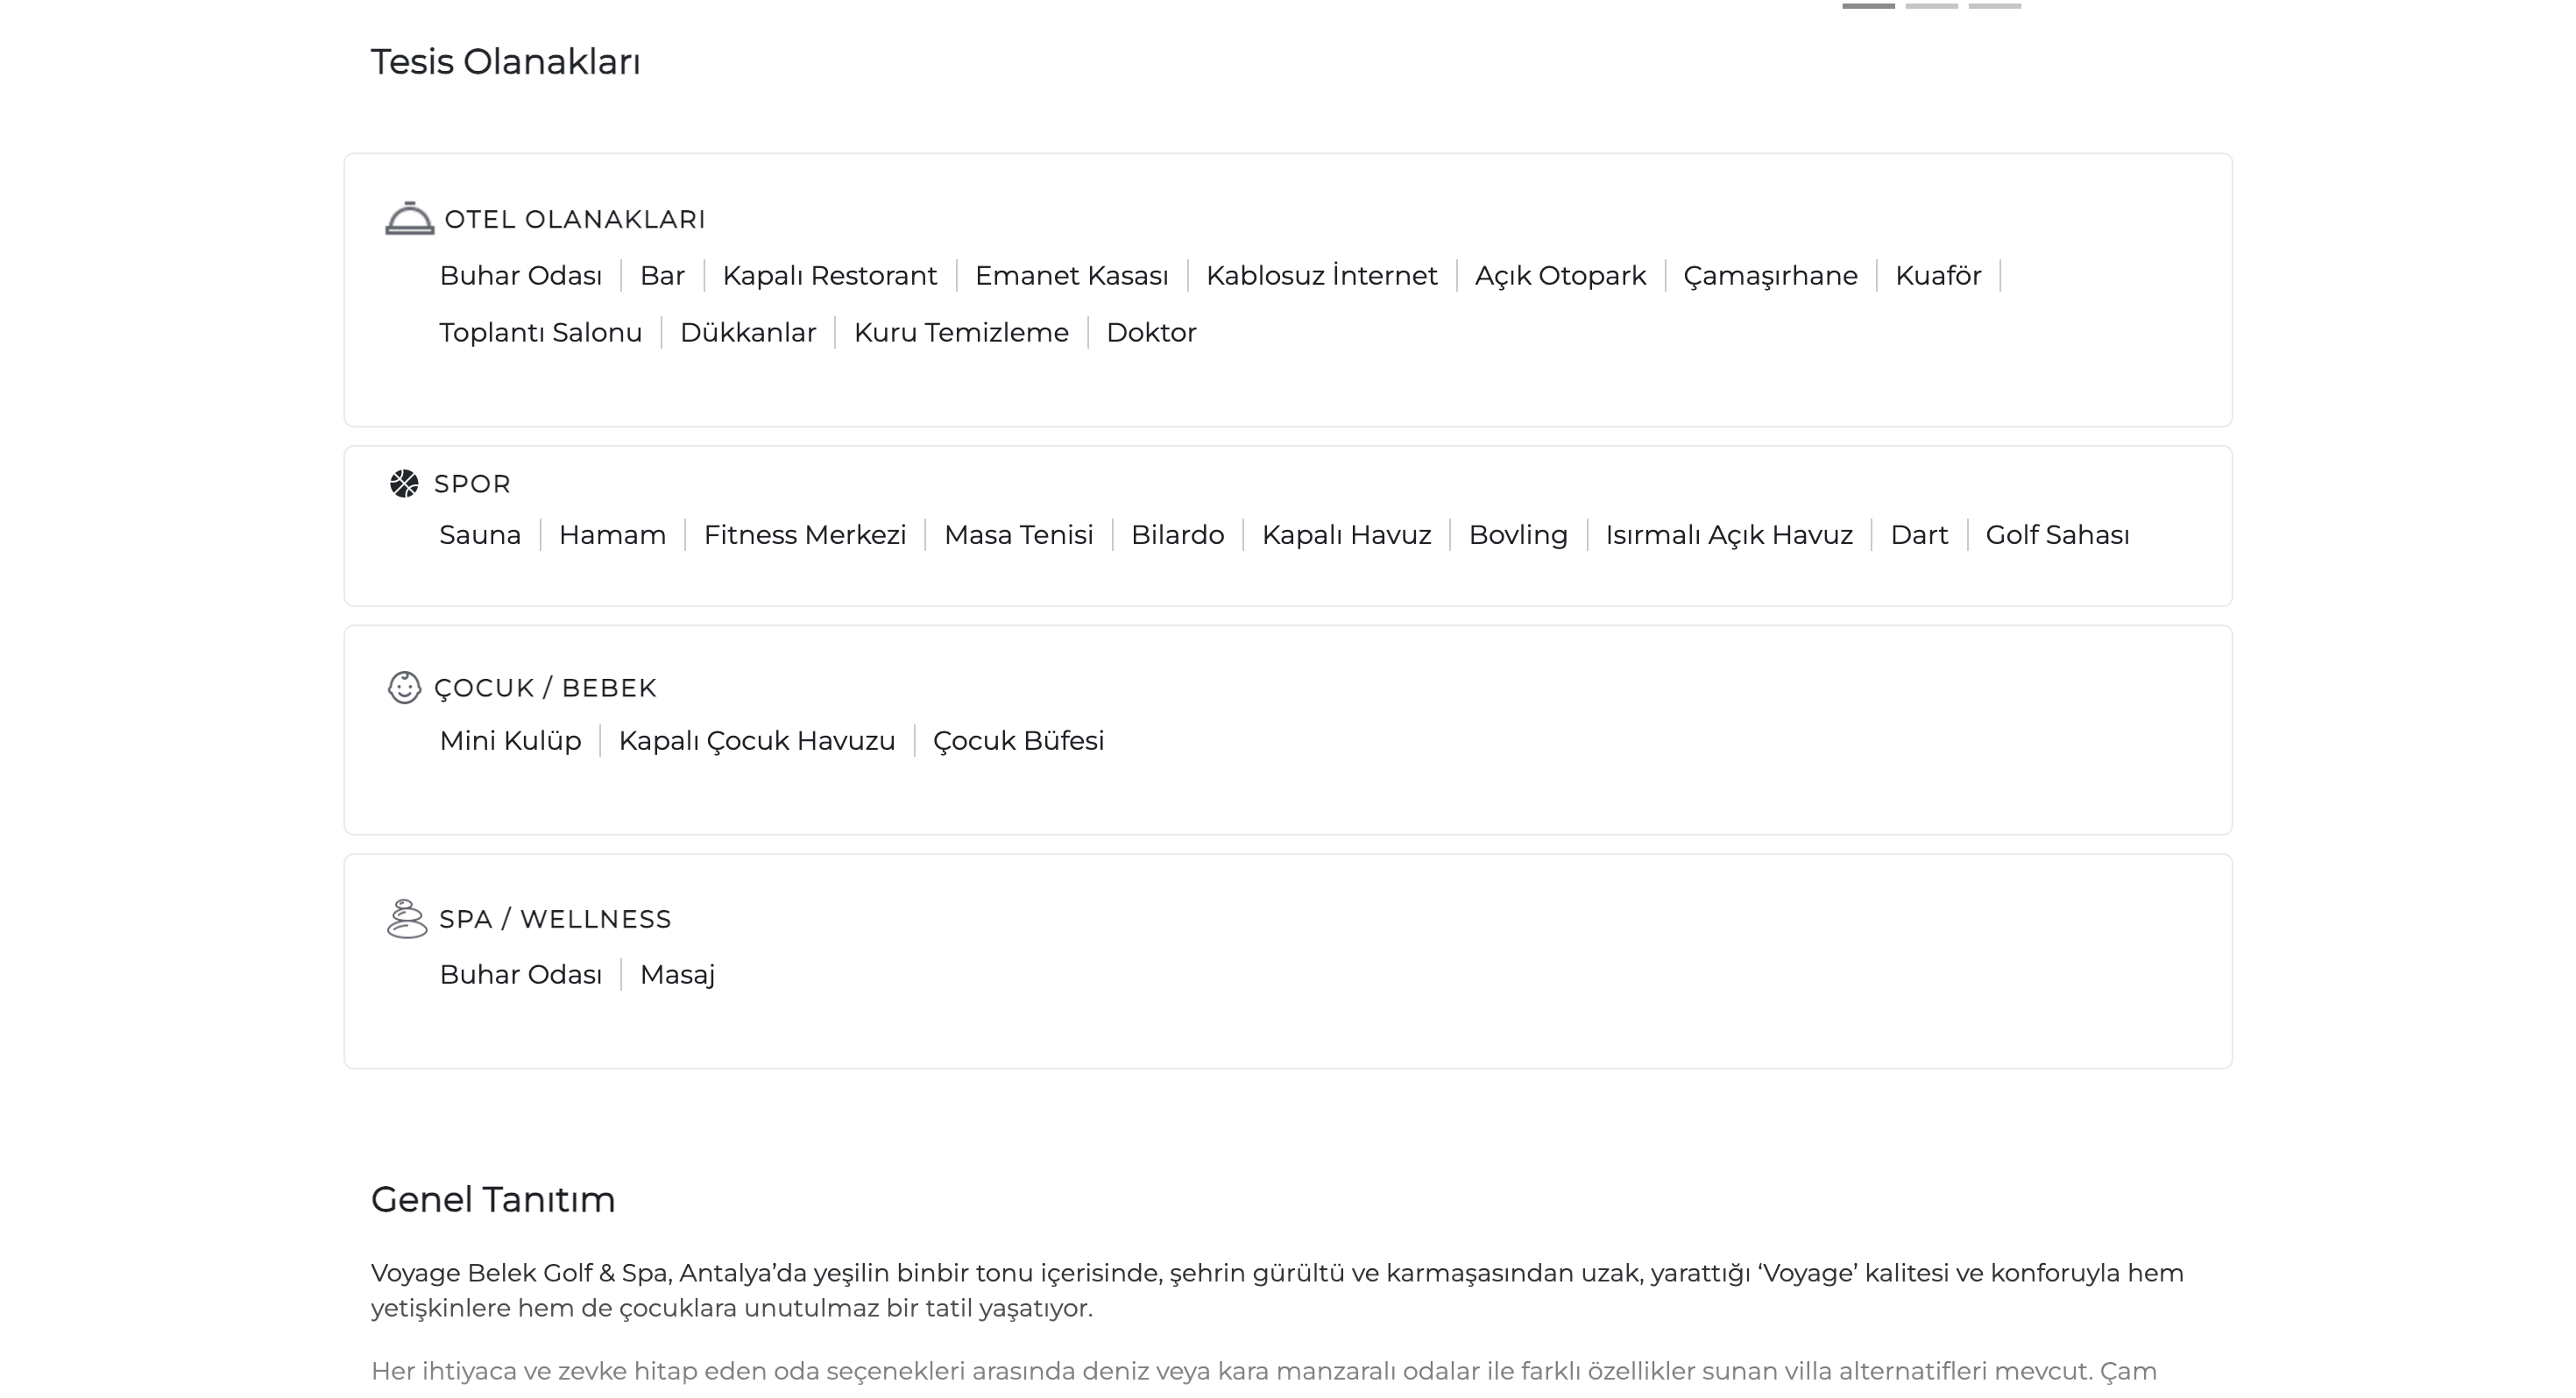 Tesis Olanakları
OTEL OLANAKLARI
Buhar Odası | Bar | Kapalı Restorant | Emanet Kasası | Kablosuz İnternet | Açık Otopark | Çamaşırhane | Kuaför |
Toplantı Salonu | Dükkanlar | Kuru Temizleme | Doktor
SPOR
Sauna | Hamam | Fitness Merkezi | Masa Tenisi | Bilardo | Kapalı Havuz | Bovling | Isırmalı Açık Havuz | Dart | Golf Sahası
ÇOCUK / BEBEK
Mini Kulüp | Kapalı Çocuk Havuzu | Çocuk Büfesi
SPA / WELLNESS
Buhar Odası | Masaj
Genel Tanıtım
Voyage Belek Golf & Spa, Antalya’da yeşilin binbir tonu içerisinde, şehrin gürültü ve karmaşasından uzak, yarattığı ‘Voyage’ kalitesi ve konforuyla hem
yetişkinlere hem de çocuklara unutulmaz bir tatil yaşatıyor.
Her ihtiyaca ve zevke hitap eden oda seçenekleri arasında deniz veya kara manzaralı odalar ile farklı özellikler sunan villa alternatifleri mevcut. Çam